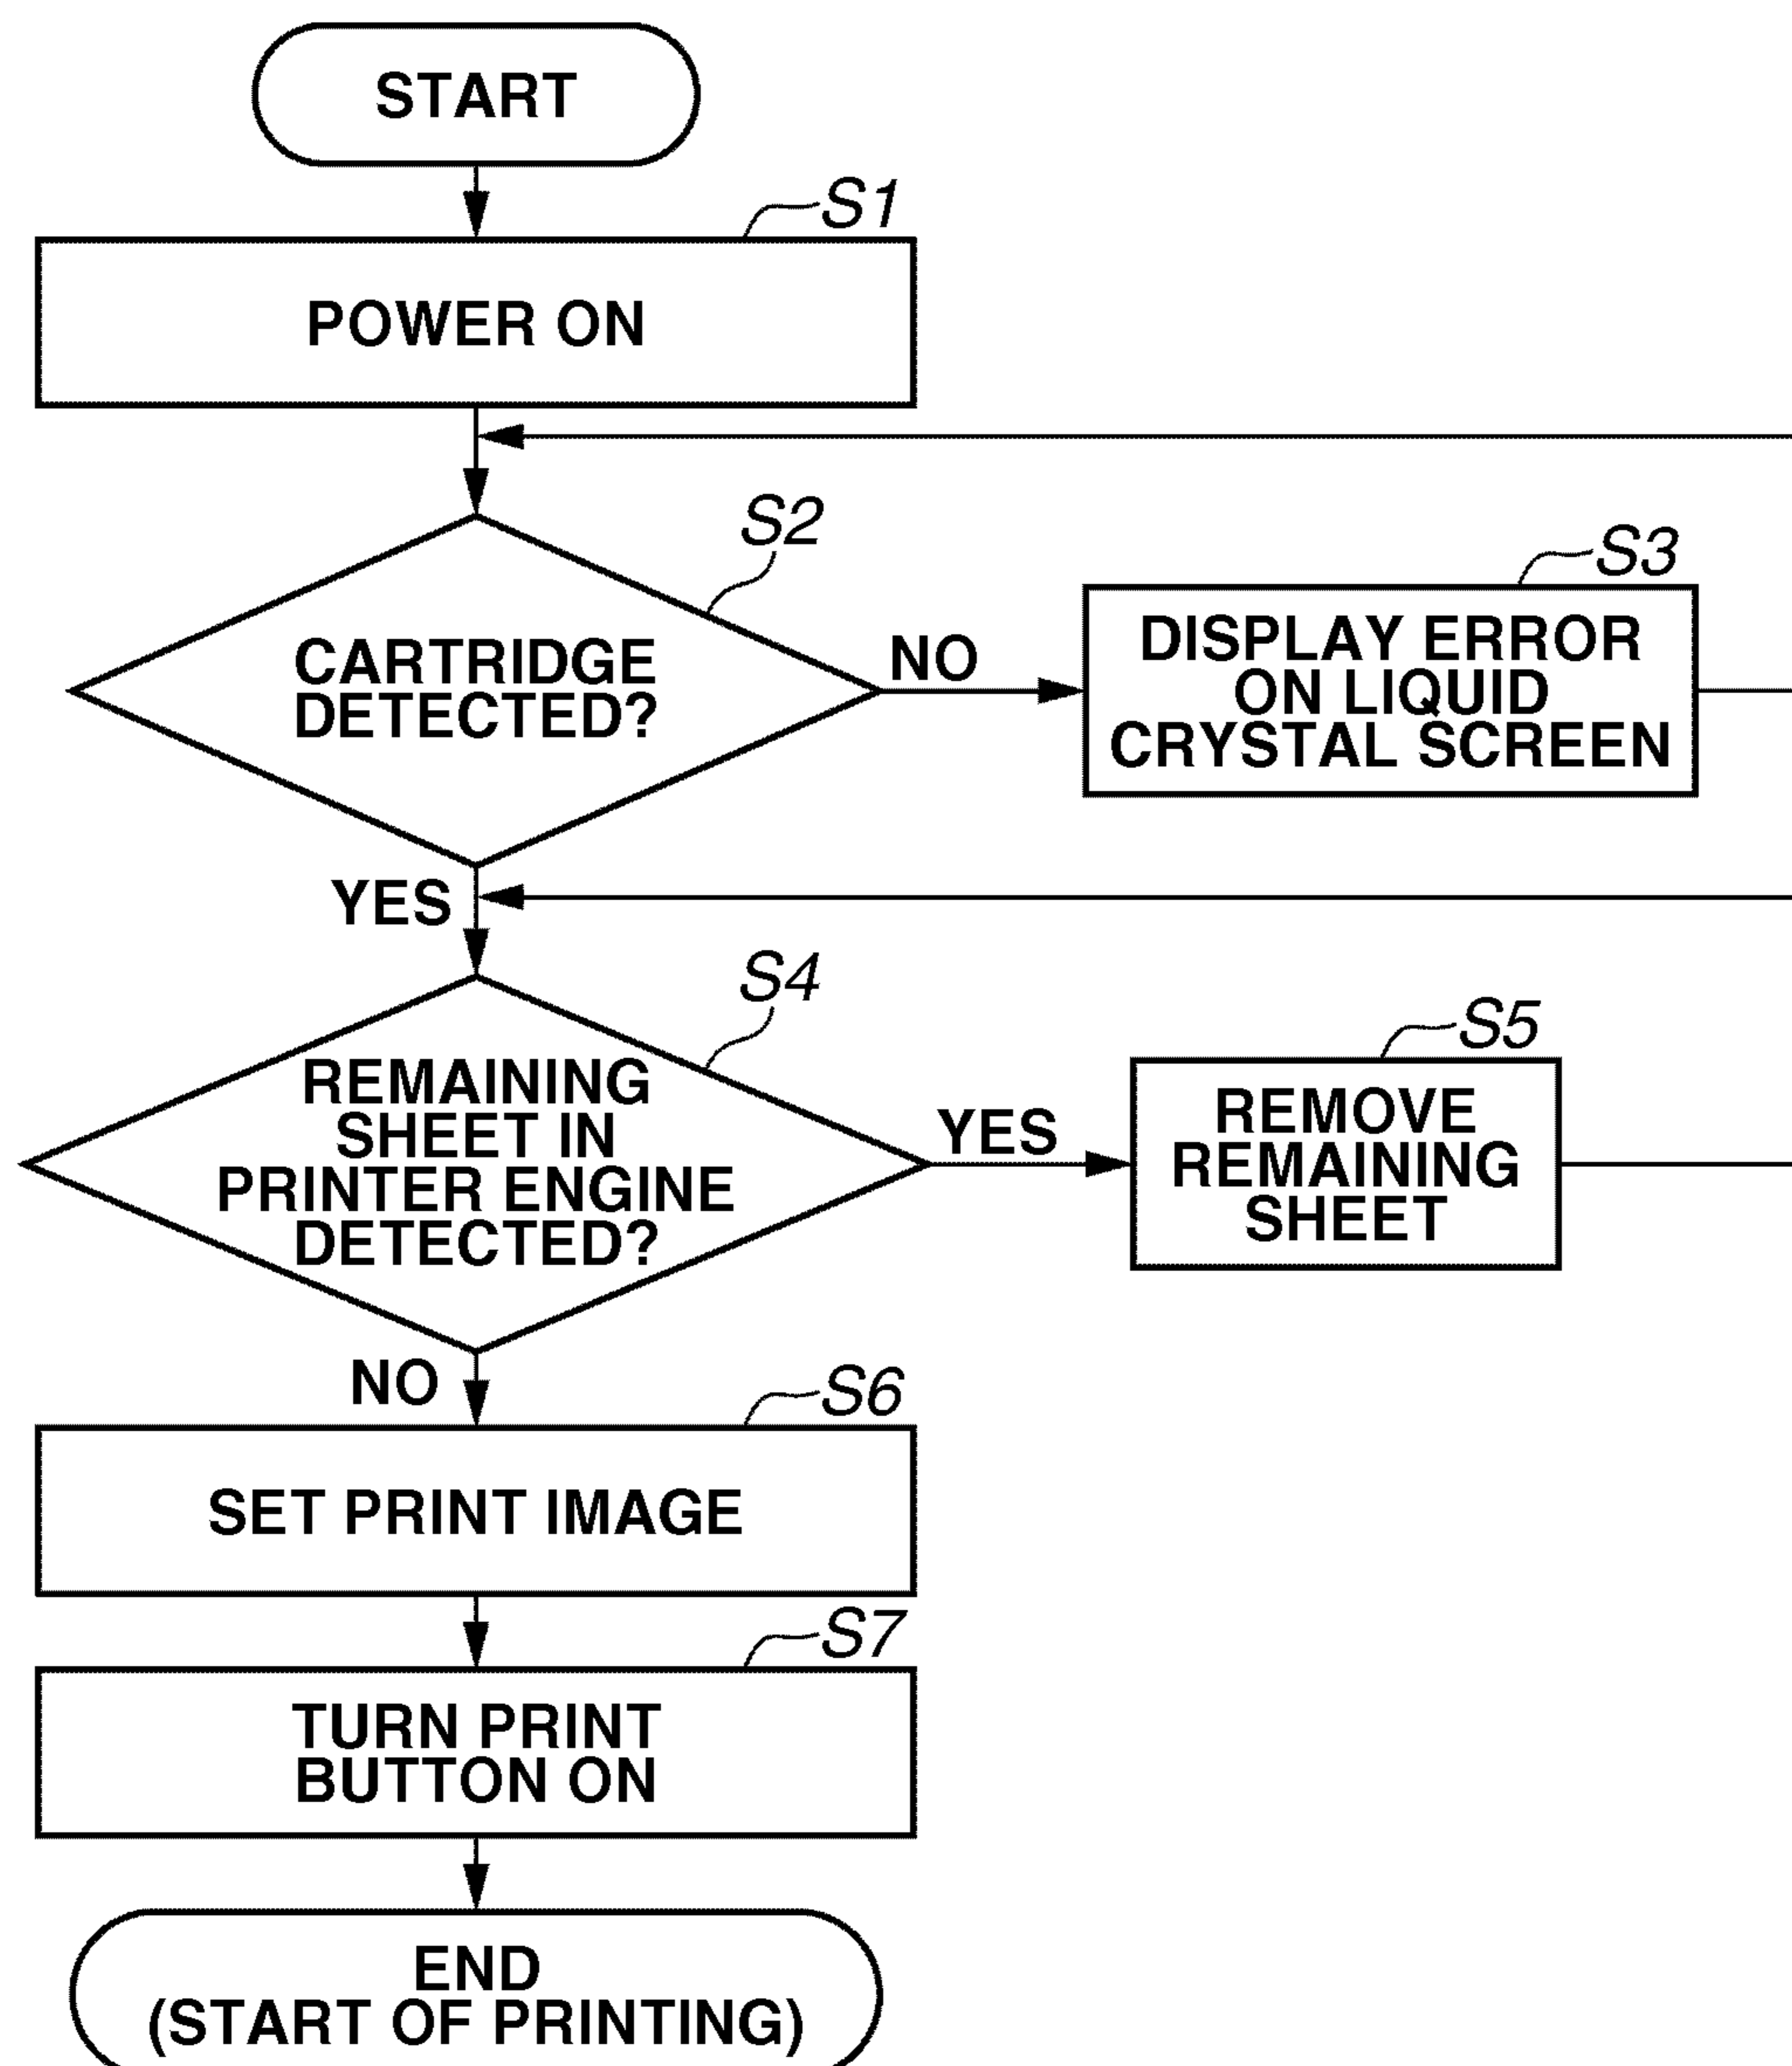 START
S1
POWER ON
S2
CARTRIDGE
DETECTED?
NO
S3
DISPLAY ERROR
ON LIQUID
CRYSTAL SCREEN
YES
S4
REMAINING
SHEET IN
PRINTER ENGINE
DETECTED?
YES
S5
REMOVE
REMAINING
SHEET
NO
S6
SET PRINT IMAGE
S7
TURN PRINT
BUTTON ON
END
(START OF PRINTING)